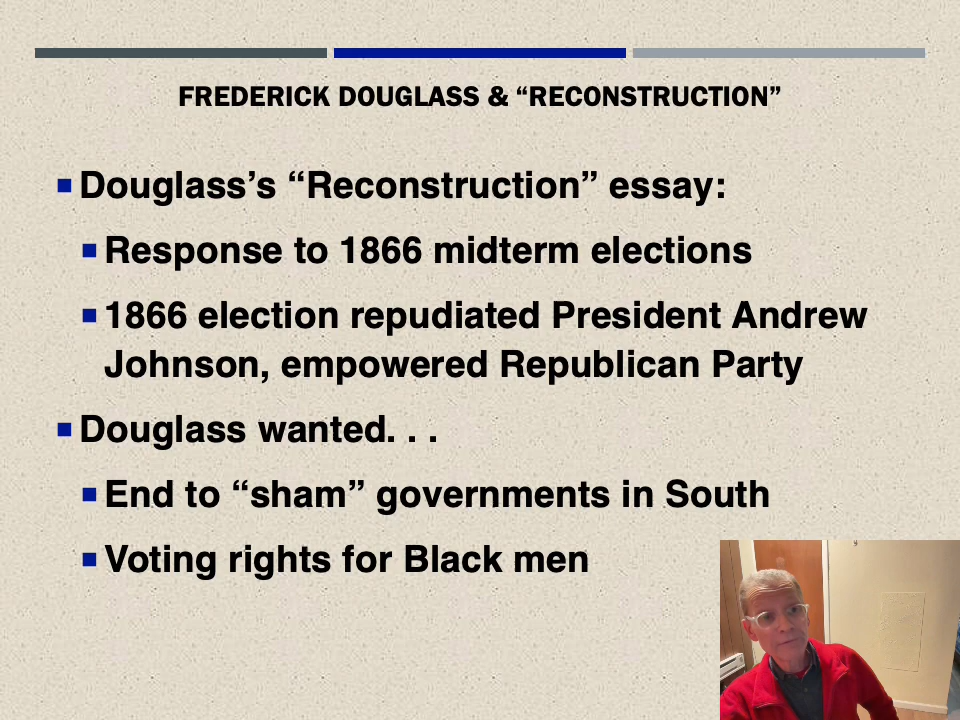 FREDERICK DOUGLASS & “RECONSTRUCTION”
Douglass’s “Reconstruction” essay:
Response to 1866 midterm elections
1866 election repudiated President Andrew
Johnson, empowered Republican Party
Douglass wanted. . .
End to “sham” governments in South
Voting rights for Black men